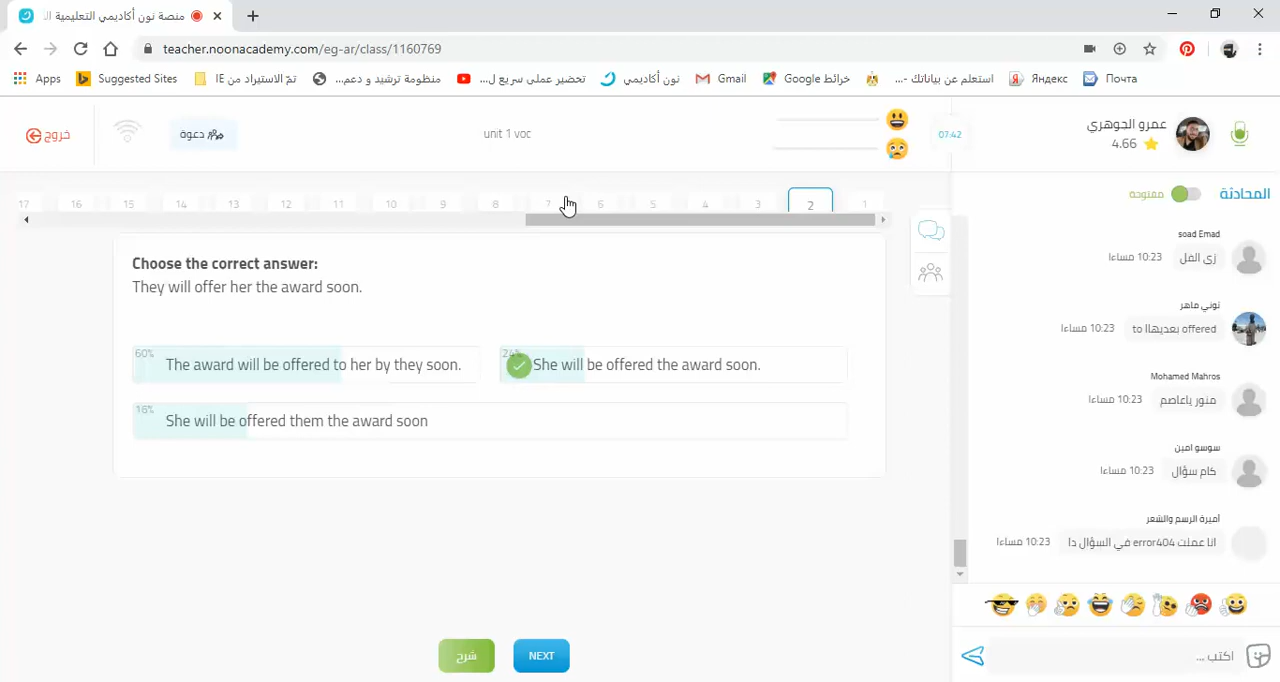 منصة نون أكاديمي التعليمية
teacher.noonacademy.com/eg-ar/class/1160769
Apps
Suggested Sites
تمّ الاستيراد من IE
منظومة ترشيد و دعم...
تحضير عملى سريع ل...
نون أكاديمي
Gmail
خرائط Google
استعلم عن بياناتك -...
Яндекс
Почта
خروج
دعوة
unit 1 voc
07:42
عمرو الجوهري
4.66
17 16 15 14 13 12 11 10 9 8 7 6 5 4 3 2 1
المحادثة
مفتوحة
Choose the correct answer:
They will offer her the award soon.
60%
The award will be offered to her by they soon.
24%
She will be offered the award soon.
16%
She will be offered them the award soon
soad Emad
زى الفل
10:23 مساءا
توني ماهر
offered بعديهاا to
10:23 مساءا
Mohamed Mahros
منور ياعاصم
10:23 مساءا
سوسو امين
كام سؤال
10:23 مساءا
أميرة الرسم والشعر
انا عملت error404 في السؤال دا
10:23 مساءا
شرح
NEXT
اكتب ...